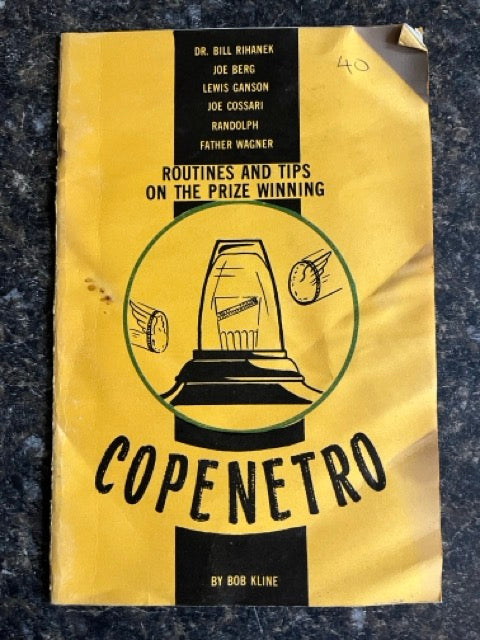 DR. BILL RIHANEK
JOE BERG
LEWIS GANSON
JOE COSSARI
RANDOLPH
FATHER WAGNER
40
ROUTINES AND TIPS
ON THE PRIZE WINNING
COPENETRO
BY BOB KLINE